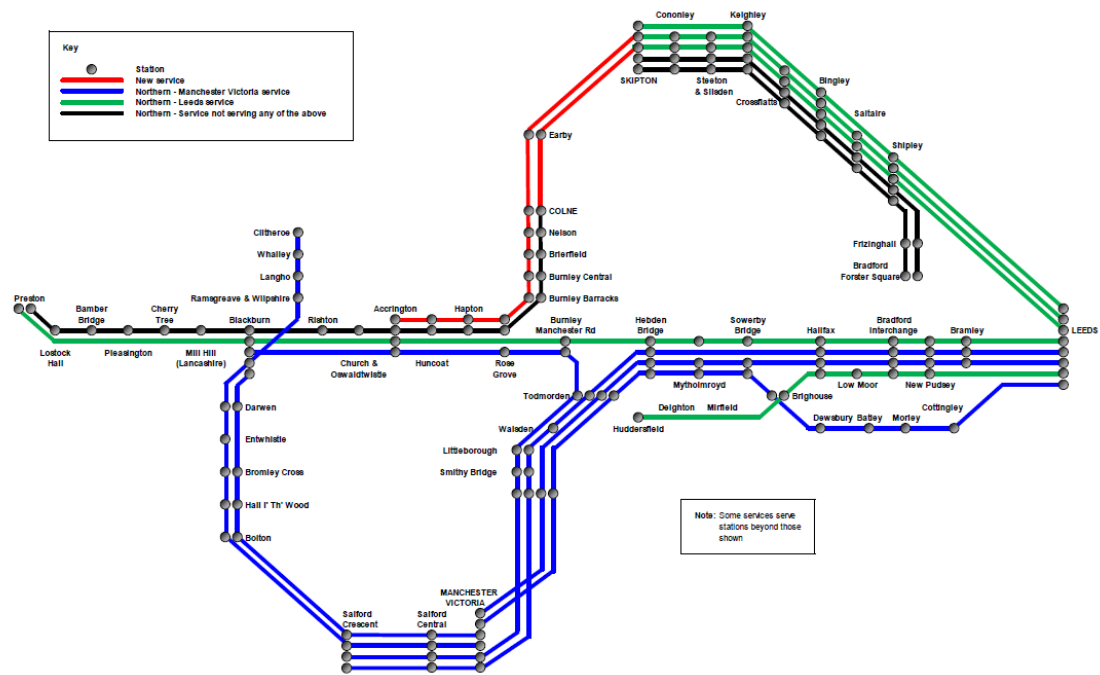 Cononley
Keighley
Key
Station
New service
Northern - Manchester Victoria service
Northern - Leeds service
Northern - Service not serving any of the above
SKIPTON
Steeton
& Silsden
Crossflatts
Bingley
Saltaire
Shipley
Earby
COLNE
Nelson
Brierfield
Burnley Central
Burnley Barracks
Frizinghall
Bradford
Forster Square
Clitheroe
Whalley
Langho
Ramsgreave & Wilpshire
Preston
Bamber
Bridge
Cherry
Tree
Blackburn
Rishton
Accrington
Hapton
Burnley
Manchester Rd
Hebden
Bridge
Sowerby
Bridge
Halifax
Bradford
Interchange
Bramley
LEEDS
Lostock
Hall
Pleasington
Mill Hill
(Lancashire)
Church &
Oswaldtwistle
Huncoat
Rose
Grove
Mytholmroyd
Low Moor
New Pudsey
Todmorden
Brighouse
Deighton
Mirfield
Huddersfield
Dewsbury
Batley
Morley
Cottingley
Darwen
Entwhistle
Bromley Cross
Hall I' Th' Wood
Bolton
Walsden
Littleborough
Smithy Bridge
Note: Some services serve
stations beyond those
shown
MANCHESTER
VICTORIA
Salford
Crescent
Salford
Central